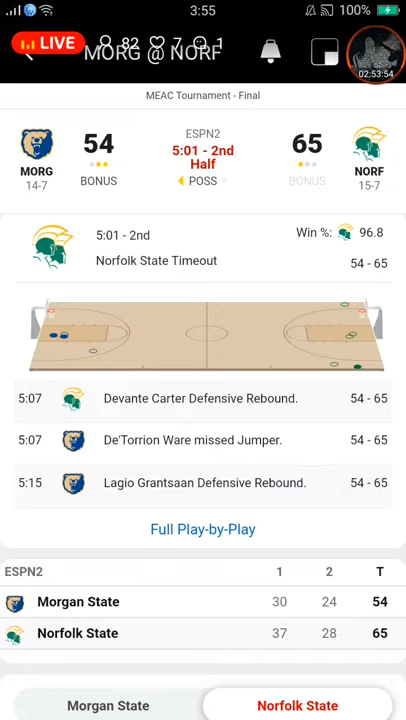 3:55
100%
LIVE
82 7 1
MORG @ NORF
02:53:54
MEAC Tournament - Final
54 ESPN2 65
5:01 - 2nd
Half
MORG NORF
14-7 BONUS POSS BONUS 15-7
5:01 - 2nd Win %: 96.8
Norfolk State Timeout 54 - 65
5:07 Devante Carter Defensive Rebound. 54 - 65
5:07 De'Torrion Ware missed Jumper. 54 - 65
5:15 Lagio Grantsaan Defensive Rebound. 54 - 65
Full Play-by-Play
ESPN2 1 2 T
Morgan State 30 24 54
Norfolk State 37 28 65
Morgan State Norfolk State